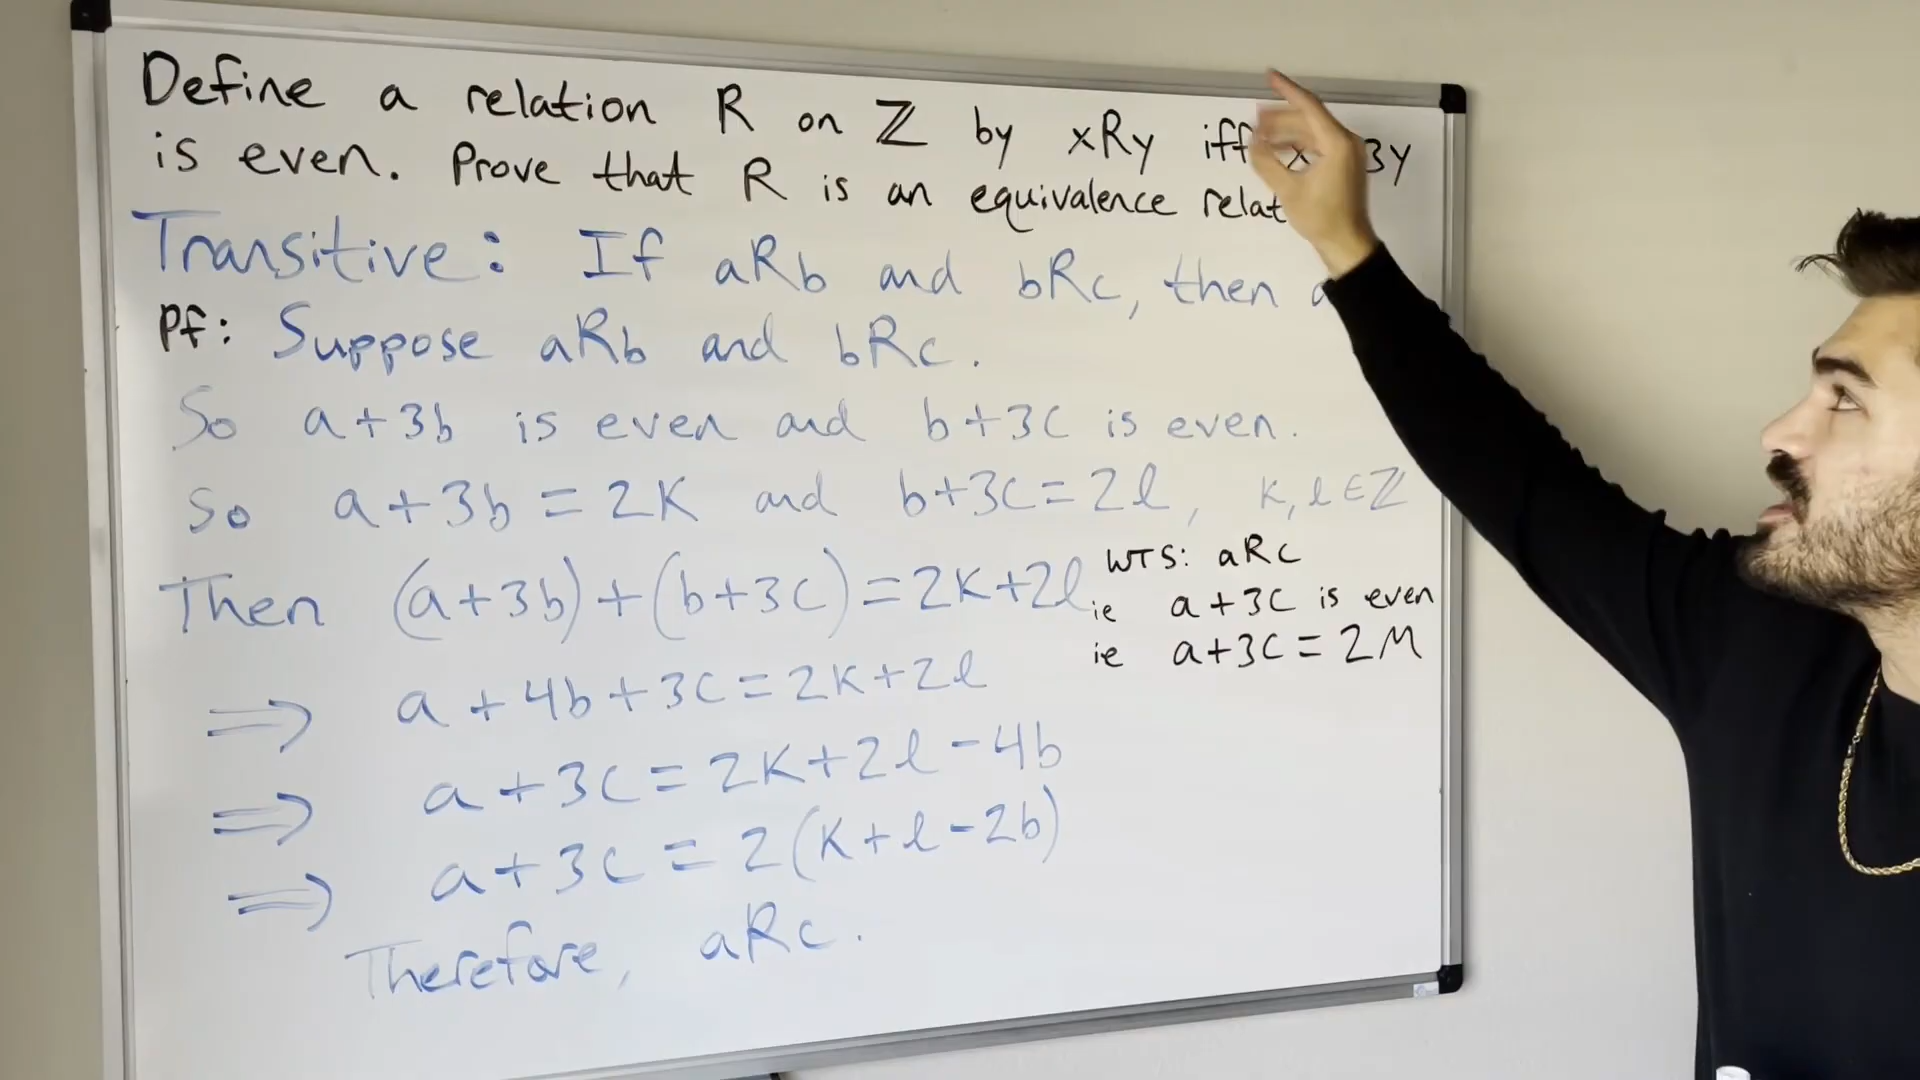 Define a relation R on ℤ by xRy iff x 3y
is even. Prove that R is an equivalence
Transitive: If aRb and bRc, then
Pf: Suppose aRb and bRc.
So a+3b is even and b+3c is even.
So a+3b=2K and b+3c=2ℓ, K, ℓ∈ℤ
Then (a+3b)+(b+3c)=2K+2ℓ
WTS: aRc
ie a+3c is even
ie a+3c=2M
⇒ a+4b+3c=2K+2ℓ
⇒ a+3c=2K+2ℓ-4b
⇒ a+3c=2(K+ℓ-2b)
Therefore, aRc.